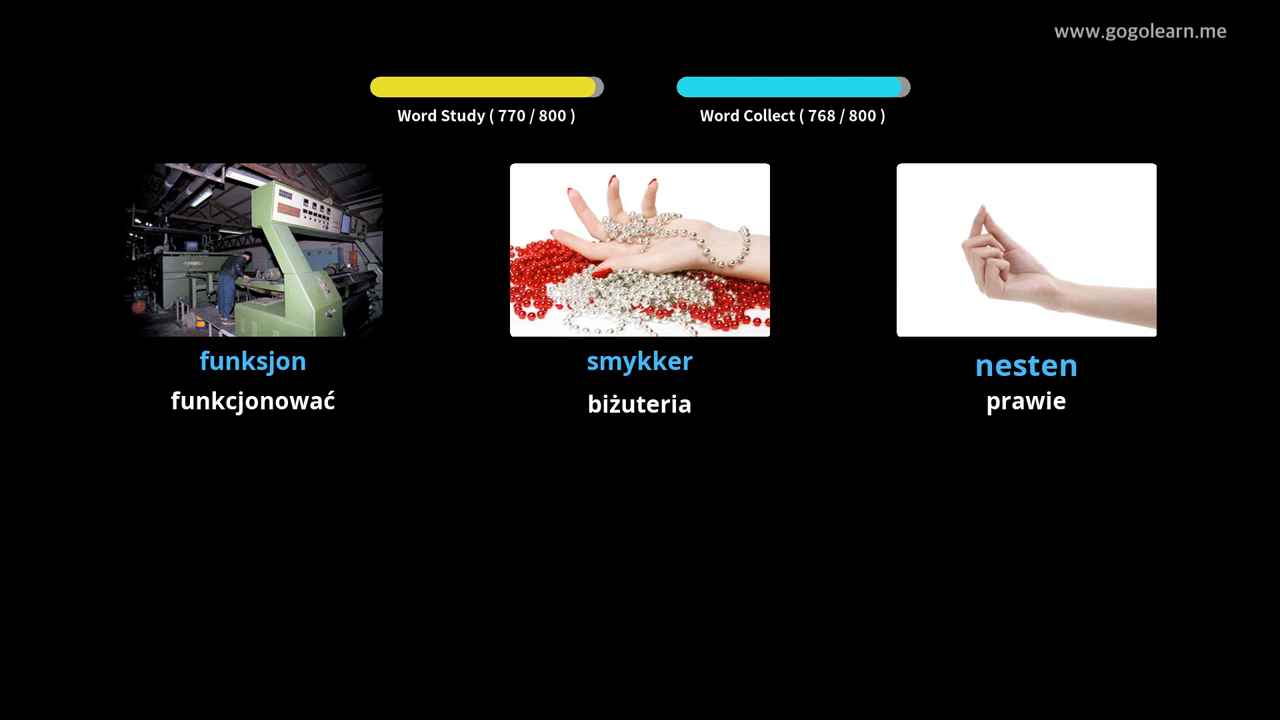 www.gogolearn.me
Word Study ( 770 / 800 )
Word Collect ( 768 / 800 )
funksjon
smykker
nesten
funkcjonować
biżuteria
prawie